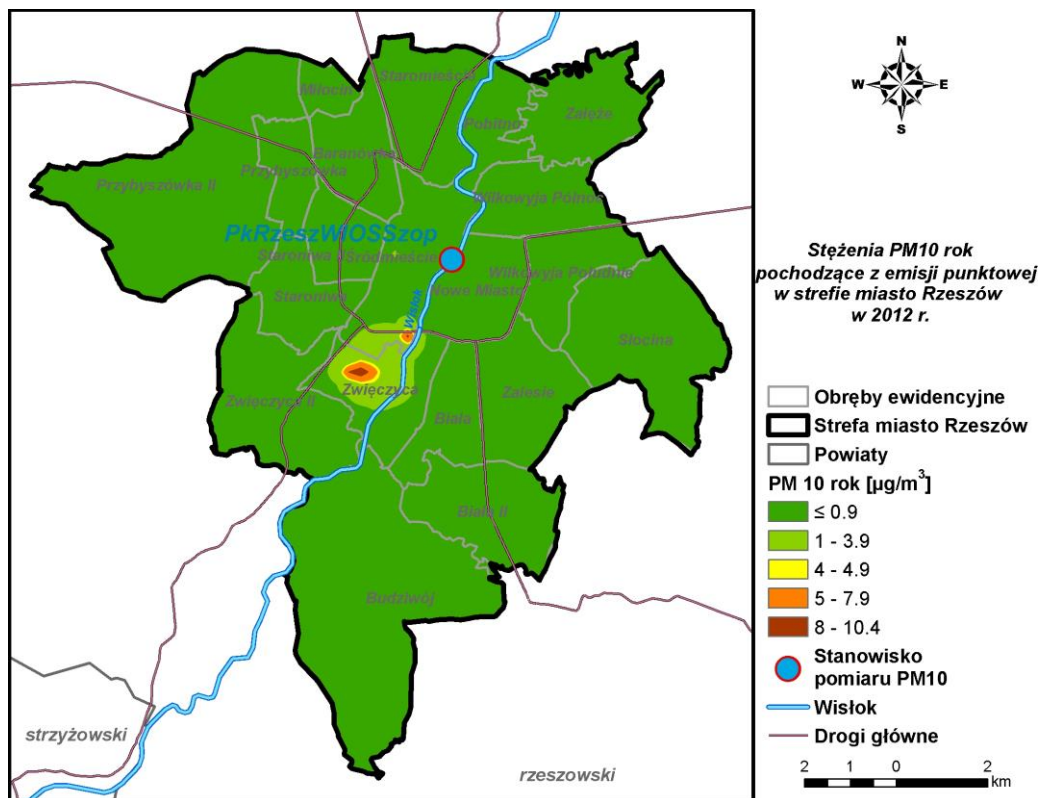 Staromieście
Miłocin
Pobitno
Załęże
Baranówka
Przybyszówka
Przybyszówka II
Wilkowyja Północ
PkRzeszWIOSSzop
Staroniwa
Śródmieście
Wilkowyja Południe
Staroniwa
Nowe Miasto
Wisłok
Słocina
Zwięczyca
Zalesie
Zwięczyca II
Biała
Biała II
Budziwój
strzyżowski
rzeszowski
N
W
E
S
Stężenia PM10 rok
pochodzące z emisji punktowej
w strefie miasto Rzeszów
w 2012 r.
Obręby ewidencyjne
Strefa miasto Rzeszów
Powiaty
PM 10 rok [µg/m³]
≤ 0.9
1 - 3.9
4 - 4.9
5 - 7.9
8 - 10.4
Stanowisko
pomiaru PM10
Wisłok
Drogi główne
2 1 0 2
km